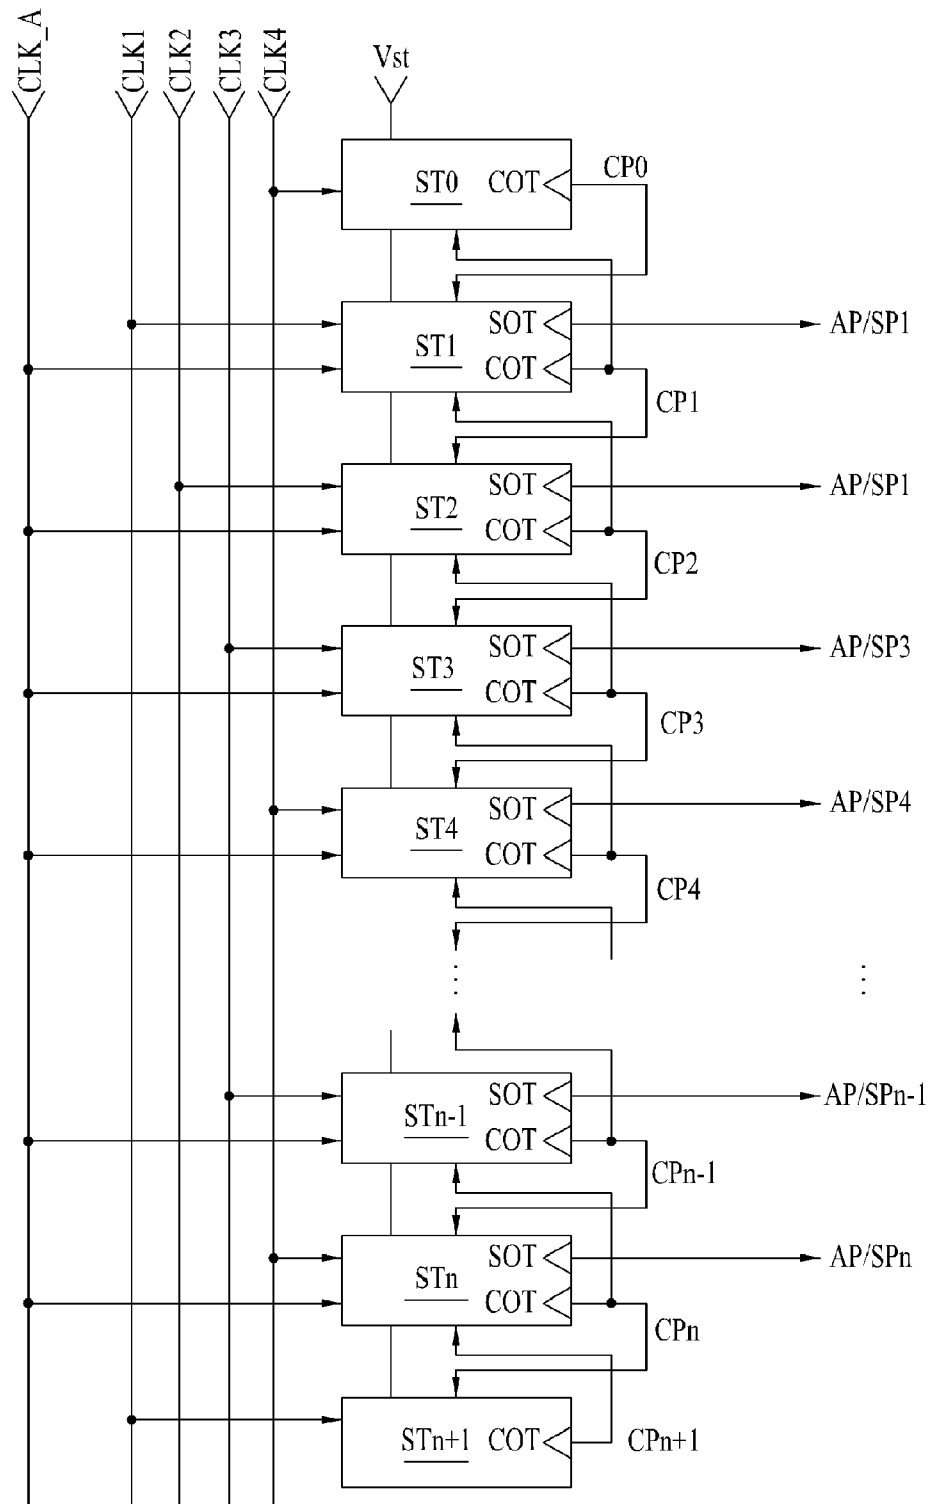 CLK_A
CLK1
CLK2
CLK3
CLK4
Vst
ST0 COT
CP0
ST1 SOT
COT
AP/SP1
CP1
ST2 SOT
COT
AP/SP1
CP2
ST3 SOT
COT
AP/SP3
CP3
ST4 SOT
COT
AP/SP4
CP4
STn-1 SOT
COT
AP/SPn-1
CPn-1
STn SOT
COT
AP/SPn
CPn
STn+1 COT
CPn+1